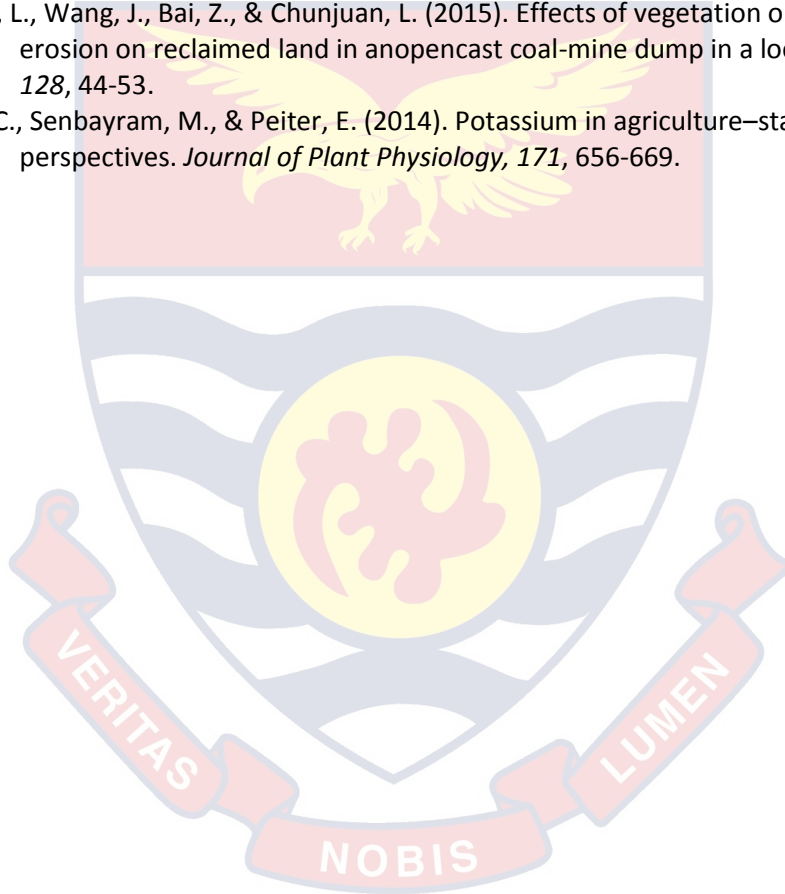 , L., Wang, J., Bai, Z., & Chunjuan, L. (2015). Effects of vegetation o
erosion on reclaimed land in anopencast coal-mine dump in a loe
128, 44-53.
C., Senbayram, M., & Peiter, E. (2014). Potassium in agriculture–sta
perspectives. Journal of Plant Physiology, 171, 656-669.
VERITAS
NOBIS
LUMEN